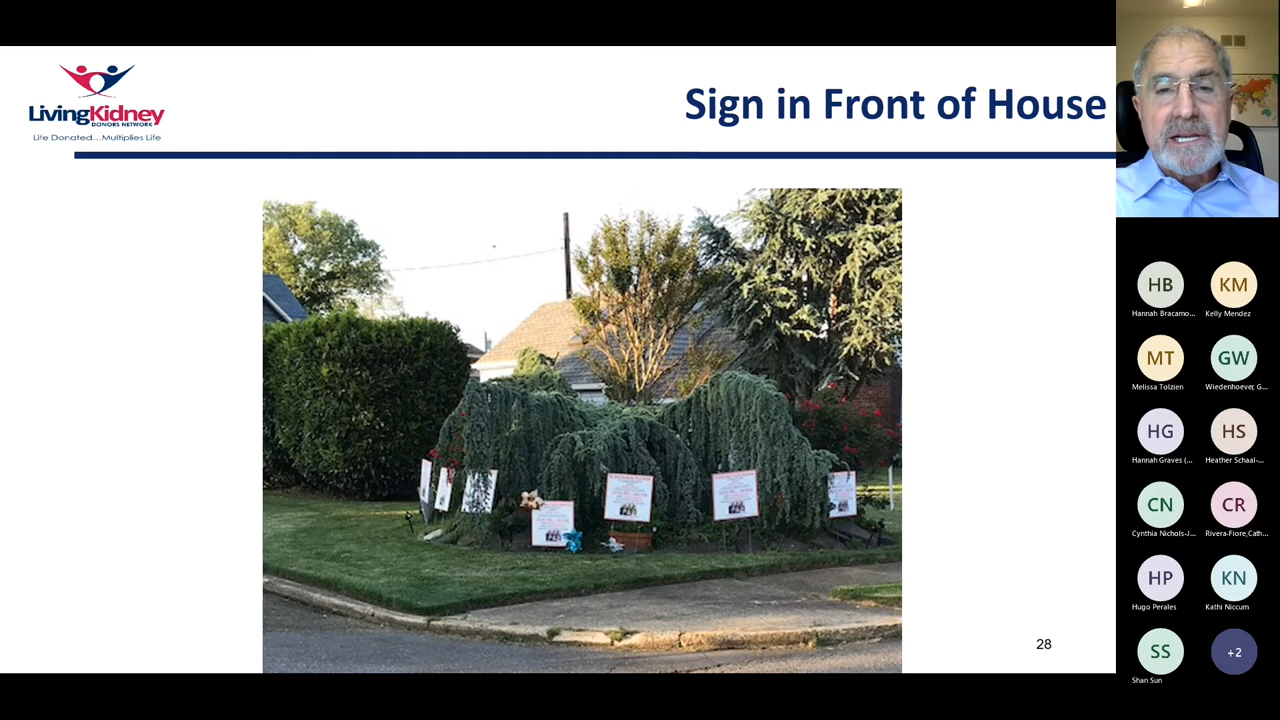 LivingKidney
DONORS NETWORK
Life Donated...Multiplies Life
Sign in Front of House
28
HB
Hannah Bracamo...
KM
Kelly Mendez
MT
Melissa Tolzien
GW
Wiedenhoever, G...
HG
Hannah Graves (...
HS
Heather Schaal-...
CN
Cynthia Nichols-J...
CR
Rivera-Fiore,Cath...
HP
Hugo Perales
KN
Kathi Niccum
SS
Shan Sun
+2